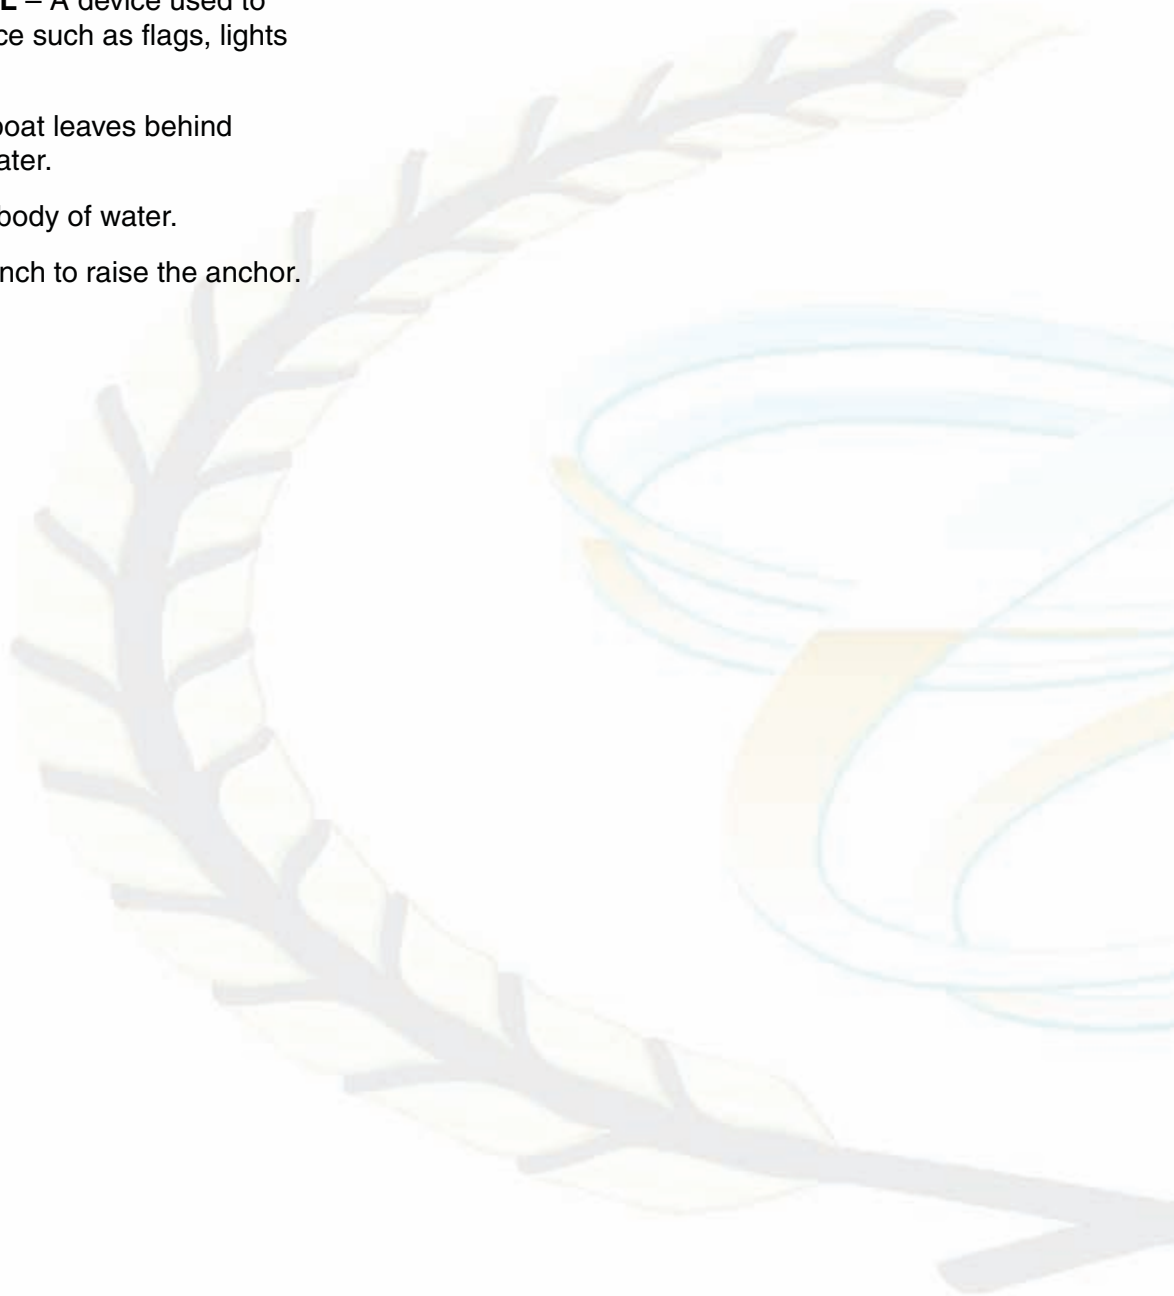 L – A device used to
ce such as flags, lights
boat leaves behind
ater.
body of water.
nch to raise the anchor.